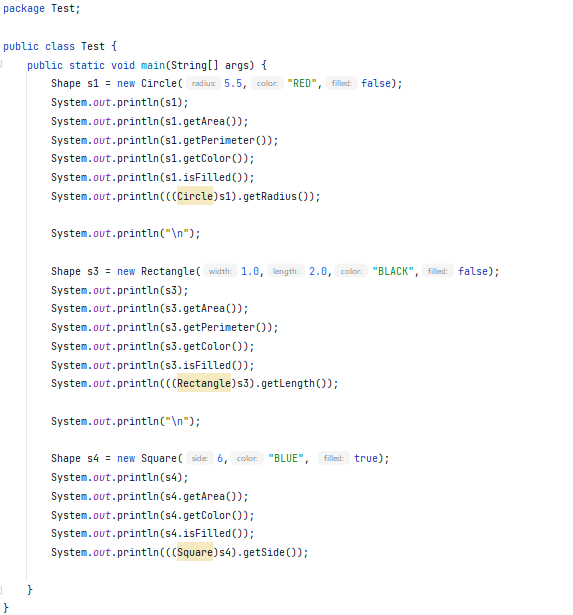 package Test;
public class Test {
public static void main(String[] args) {
Shape s1 = new Circle( radius: 5.5, color: "RED", filled: false);
System.out.println(s1);
System.out.println(s1.getArea());
System.out.println(s1.getPerimeter());
System.out.println(s1.getColor());
System.out.println(s1.isFilled());
System.out.println(((Circle)s1).getRadius());
System.out.println("\n");
Shape s3 = new Rectangle( width: 1.0, length: 2.0, color: "BLACK", filled: false);
System.out.println(s3);
System.out.println(s3.getArea());
System.out.println(s3.getPerimeter());
System.out.println(s3.getColor());
System.out.println(s3.isFilled());
System.out.println(((Rectangle)s3).getLength());
System.out.println("\n");
Shape s4 = new Square( side: 6, color: "BLUE", filled: true);
System.out.println(s4);
System.out.println(s4.getArea());
System.out.println(s4.getColor());
System.out.println(s4.isFilled());
System.out.println(((Square)s4).getSide());
}
}